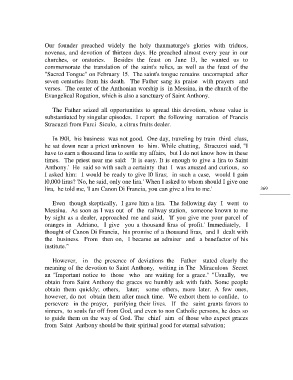 Our founder preached widely the holy thaumaturge's glories with triduos,
novenas, and devotion of thirteen days. He preached almost every year in our
churches, or oratories. Besides the feast on June 13, he wanted us to
commemorate the translation of the saint's relics, as well as the feast of the
"Sacred Tongue" on February 15. The saint's tongue remains uncorrupted after
seven centuries from his death. The Father sang its praise with prayers and
verses. The center of the Anthonian worship is in Messina, in the church of the
Evangelical Rogation, which is also a sanctuary of Saint Anthony.
The Father seized all opportunities to spread this devotion, whose value is
substantiated by singular episodes. I report the following narration of Francis
Stracuzzi from Furci Siculo, a citrus fruits dealer.
In 1901, his business was not good. One day, traveling by train third class,
he sat down near a priest unknown to him. While chatting, Stracuzzi said, "I
have to earn a thousand liras to settle my affairs, but I do not know in these
times. The priest near me said: 'It is easy. It is enough to give a lira to Saint
Anthony.' He said so with such a certainty that I was amused and curious, so
I asked him: I would be ready to give 10 liras; in such a case, would I gain
10,000 liras? 'No, he said, only one lira.' When I asked to whom should I give one
lira, he told me, 'I am Canon Di Francia, you can give a lira to me.'
Even though skeptically, I gave him a lira. The following day I went to
Messina. As soon as I was out of the railway station, someone known to me
by sight as a dealer, approached me and said, If you give me your parcel of
oranges in Adriano, I give you a thousand liras of profit.' Immediately, I
thought of Canon Di Francia, his promise of a thousand liras, and I dealt with
the business. From then on, I became an admirer and a benefactor of his
institute."
However, in the presence of deviations the Father stated clearly the
meaning of the devotion to Saint Anthony, writing in The Miraculous Secret
an "Important notice to those who are waiting for a grace." "Usually, we
obtain from Saint Anthony the graces we humbly ask with faith. Some people
obtain them quickly; others, later; some others, more later. A few ones,
however, do not obtain them after much time. We exhort them to confide, to
persevere in the prayer, purifying their lives. If the saint grants favors to
sinners, to souls far off from God, and even to non Catholic persons, he does so
to guide them on the way of God. The chief aim of those who expect graces
from Saint Anthony should be their spiritual good for eternal salvation;